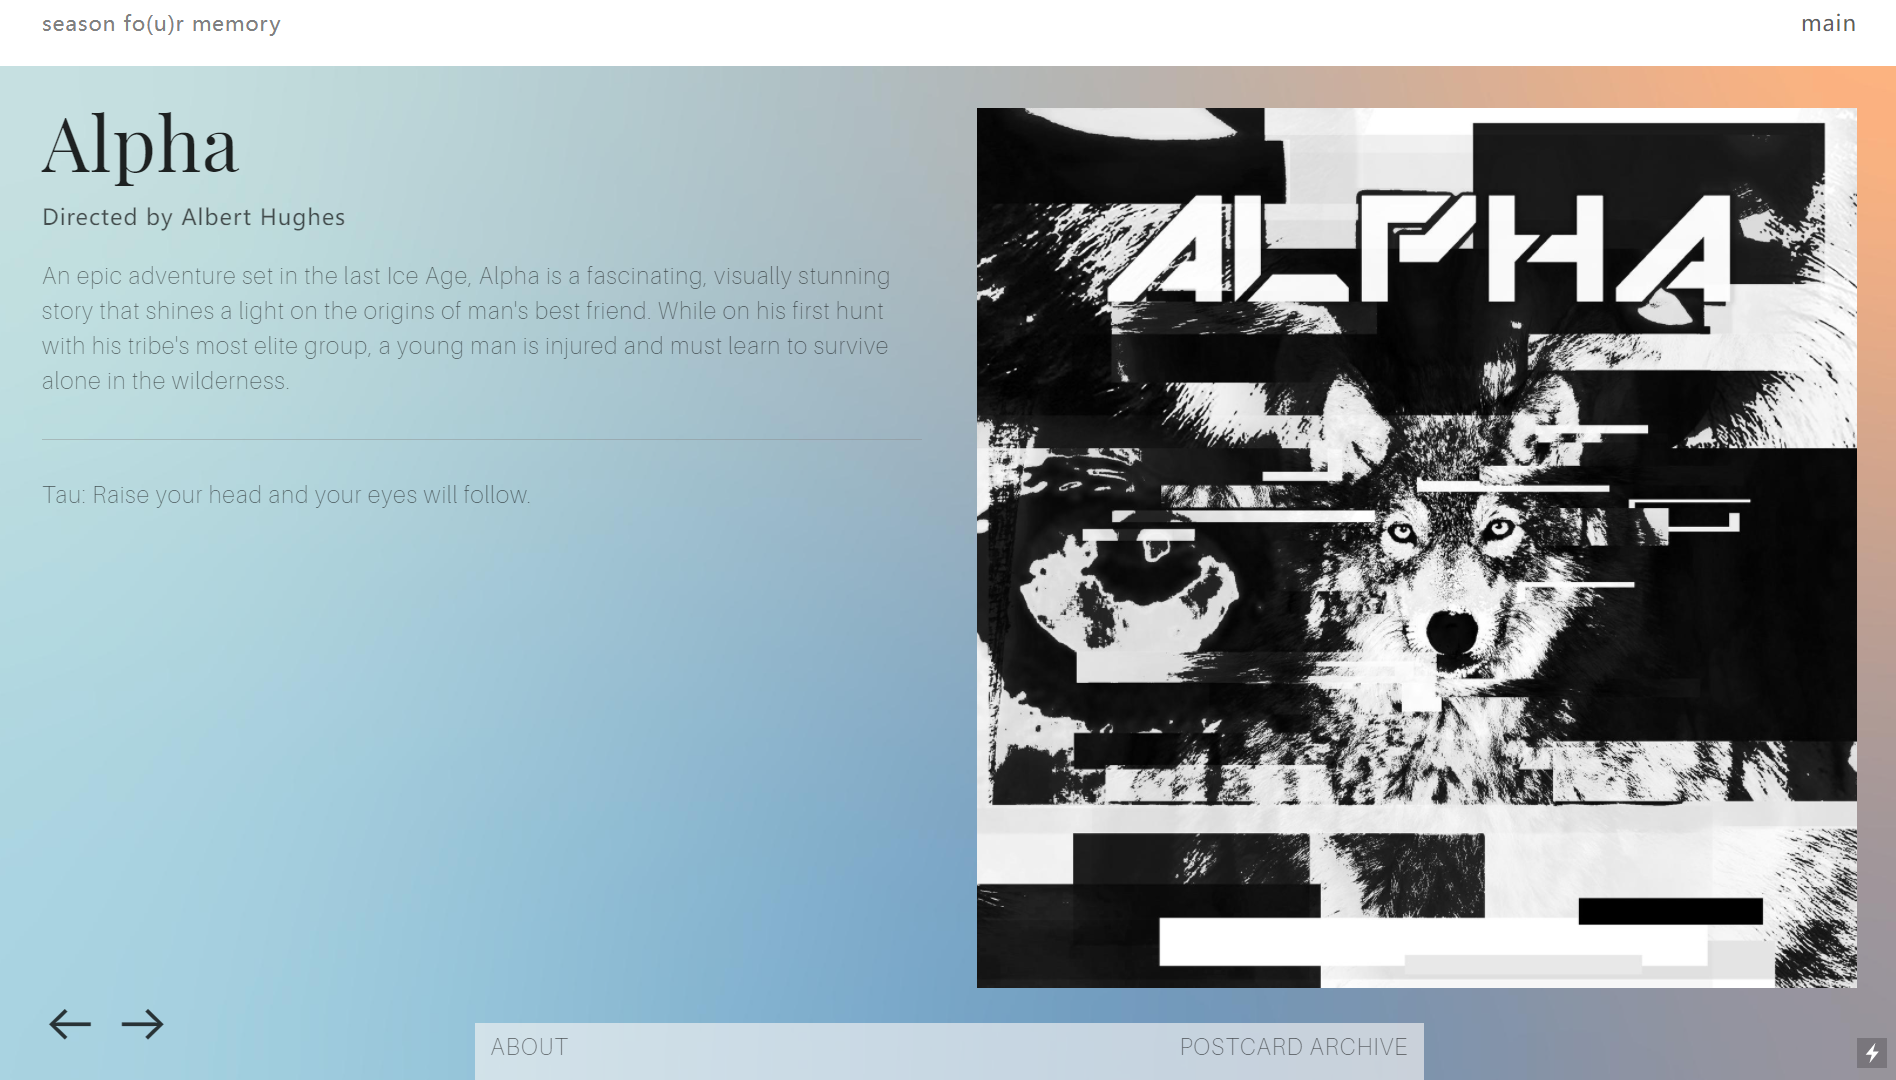 season fo(u)r memory
main
Alpha
Directed by Albert Hughes
An epic adventure set in the last Ice Age, Alpha is a fascinating, visually stunning
story that shines a light on the origins of man's best friend. While on his first hunt
with his tribe's most elite group, a young man is injured and must learn to survive
alone in the wilderness.
Tau: Raise your head and your eyes will follow.
ALPHA
ABOUT
POSTCARD ARCHIVE